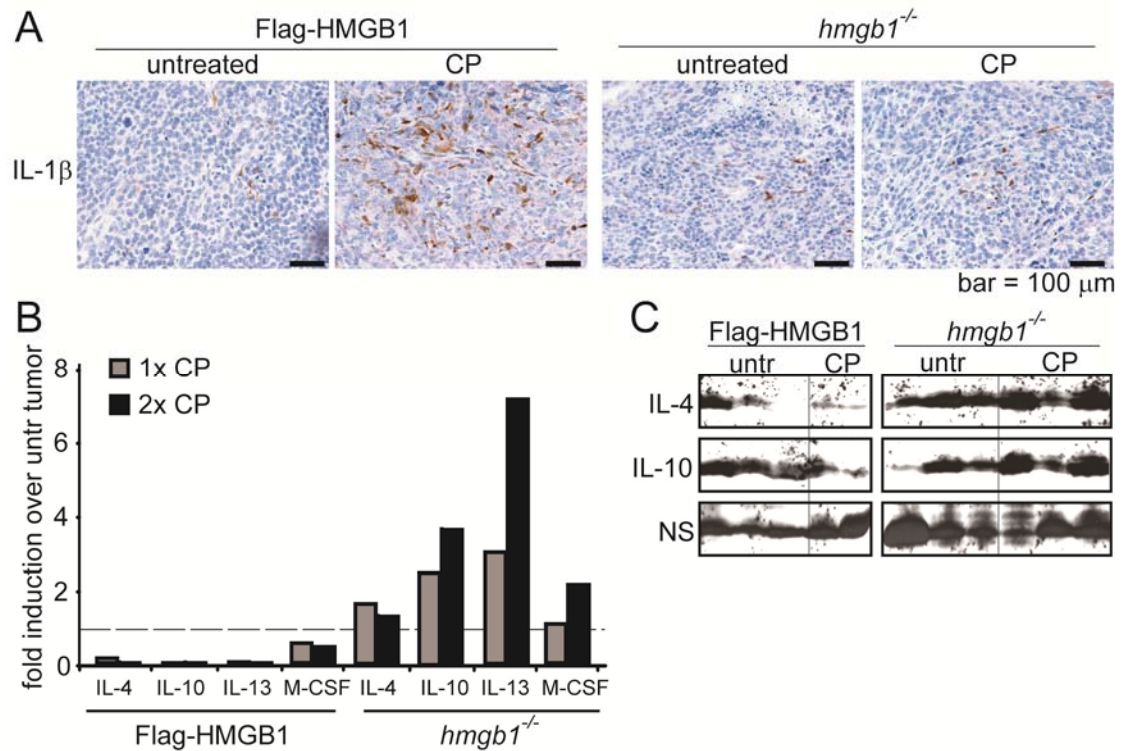 A
Flag-HMGB1 hmgb1-/-
untreated CP untreated CP
IL-1β
bar = 100 μm
B
fold induction over untr tumor
8
6
4
2
0
1x CP
2x CP
IL-4 IL-10 IL-13 M-CSF IL-4 IL-10 IL-13 M-CSF
Flag-HMGB1 hmgb1-/-
C
Flag-HMGB1 hmgb1-/-
untr CP untr CP
IL-4
IL-10
NS